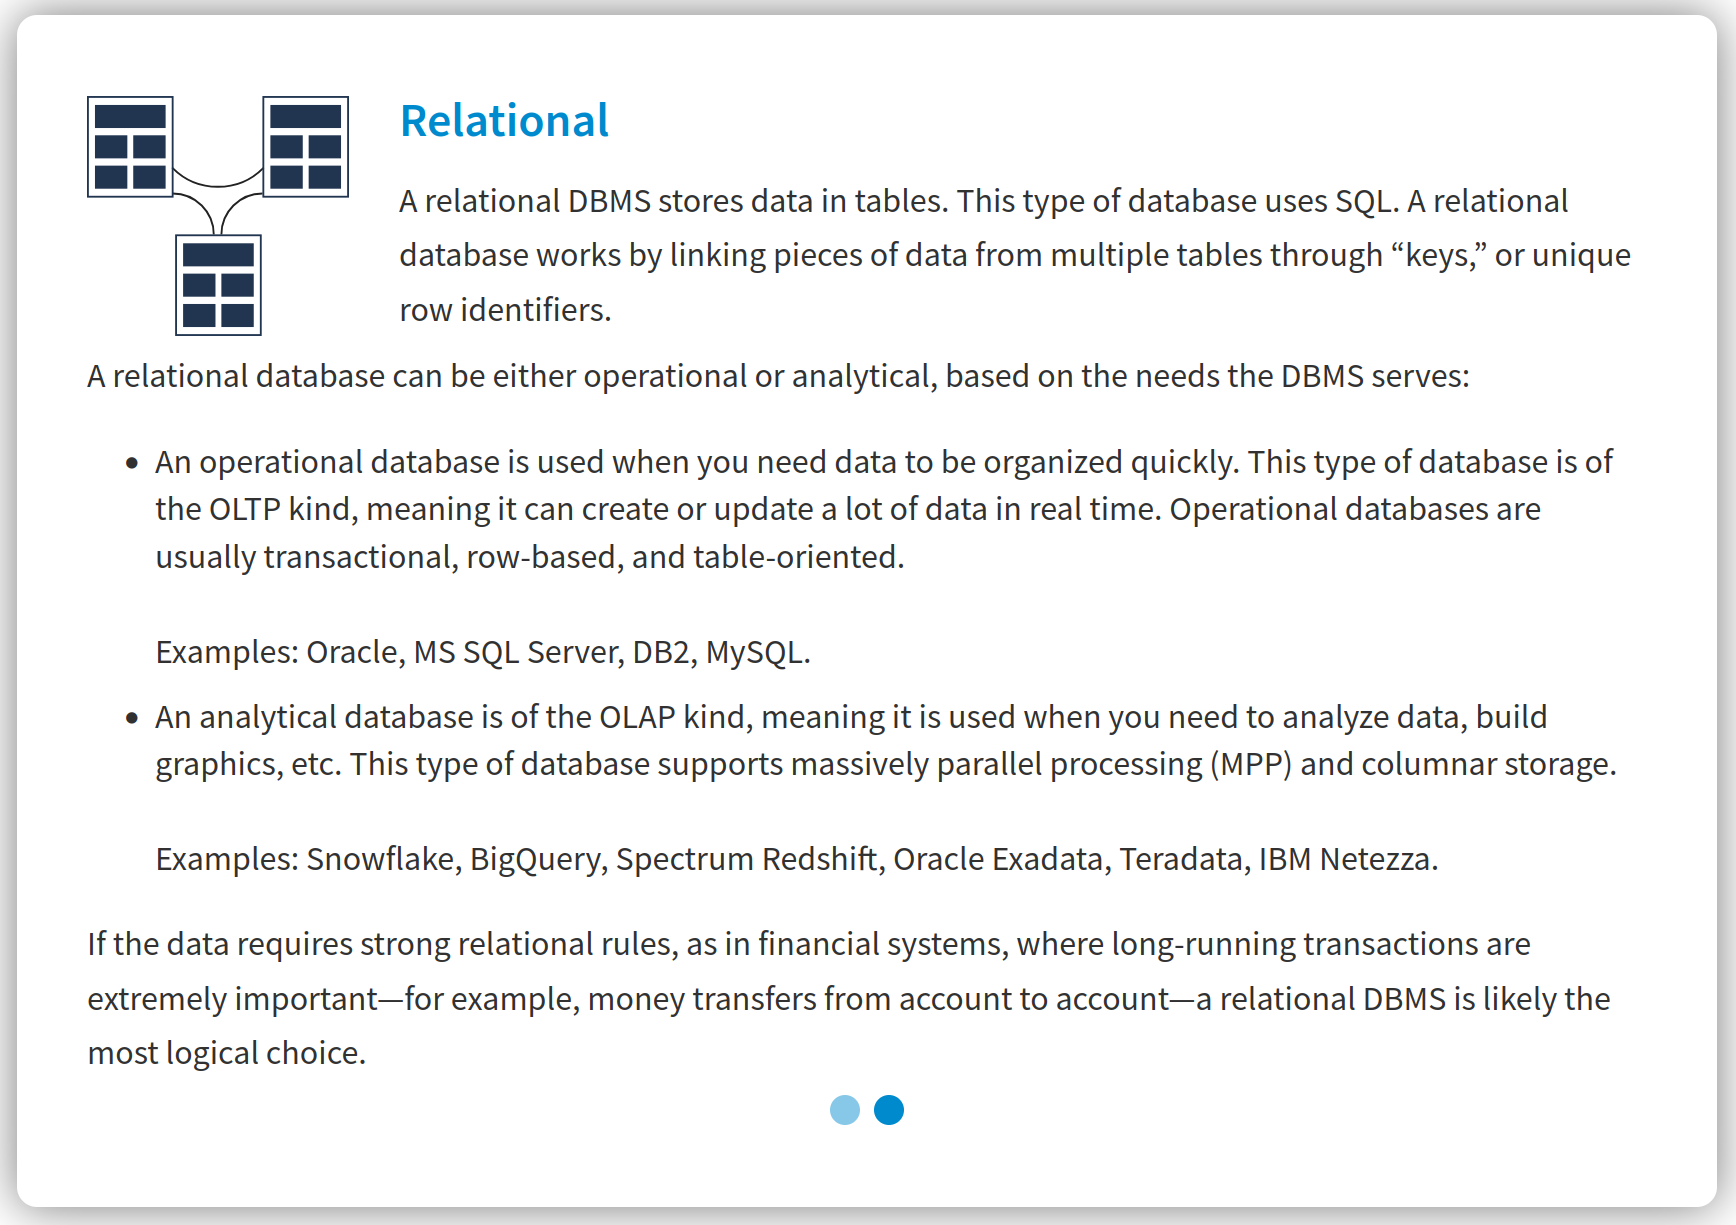 Relational
A relational DBMS stores data in tables. This type of database uses SQL. A relational
database works by linking pieces of data from multiple tables through “keys,” or unique
row identifiers.
A relational database can be either operational or analytical, based on the needs the DBMS serves:
• An operational database is used when you need data to be organized quickly. This type of database is of
the OLTP kind, meaning it can create or update a lot of data in real time. Operational databases are
usually transactional, row-based, and table-oriented.
Examples: Oracle, MS SQL Server, DB2, MySQL.
• An analytical database is of the OLAP kind, meaning it is used when you need to analyze data, build
graphics, etc. This type of database supports massively parallel processing (MPP) and columnar storage.
Examples: Snowflake, BigQuery, Spectrum Redshift, Oracle Exadata, Teradata, IBM Netezza.
If the data requires strong relational rules, as in financial systems, where long-running transactions are
extremely important—for example, money transfers from account to account—a relational DBMS is likely the
most logical choice.